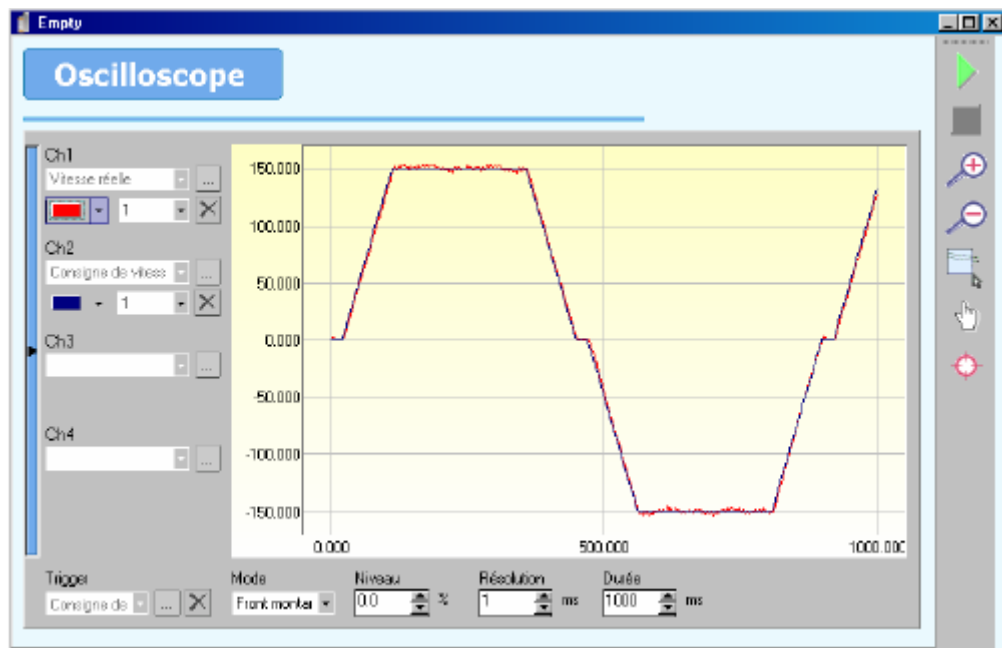 Empty
Oscilloscope
Ch1
Vitesse réelle
...
1
Ch2
Consigne de vitess
...
1
Ch3
...
Ch4
...
150.000
100.000
50.000
0.000
-50.000
-100.000
-150.000
0.000
500.000
1000.000
Trigger
Consigne de
...
Mode
Front montar
Niveau
0.0
%
Résolution
1
ms
Durée
1000
ms